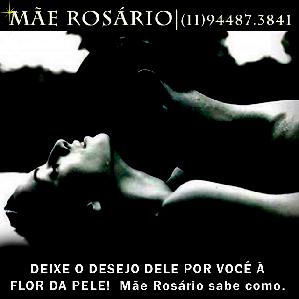 MÃE ROSÁRIO|(11)94487.3841
DEIXE O DESEJO DELE POR VOCÊ À
FLOR DA PELE! Mãe Rosário sabe como.